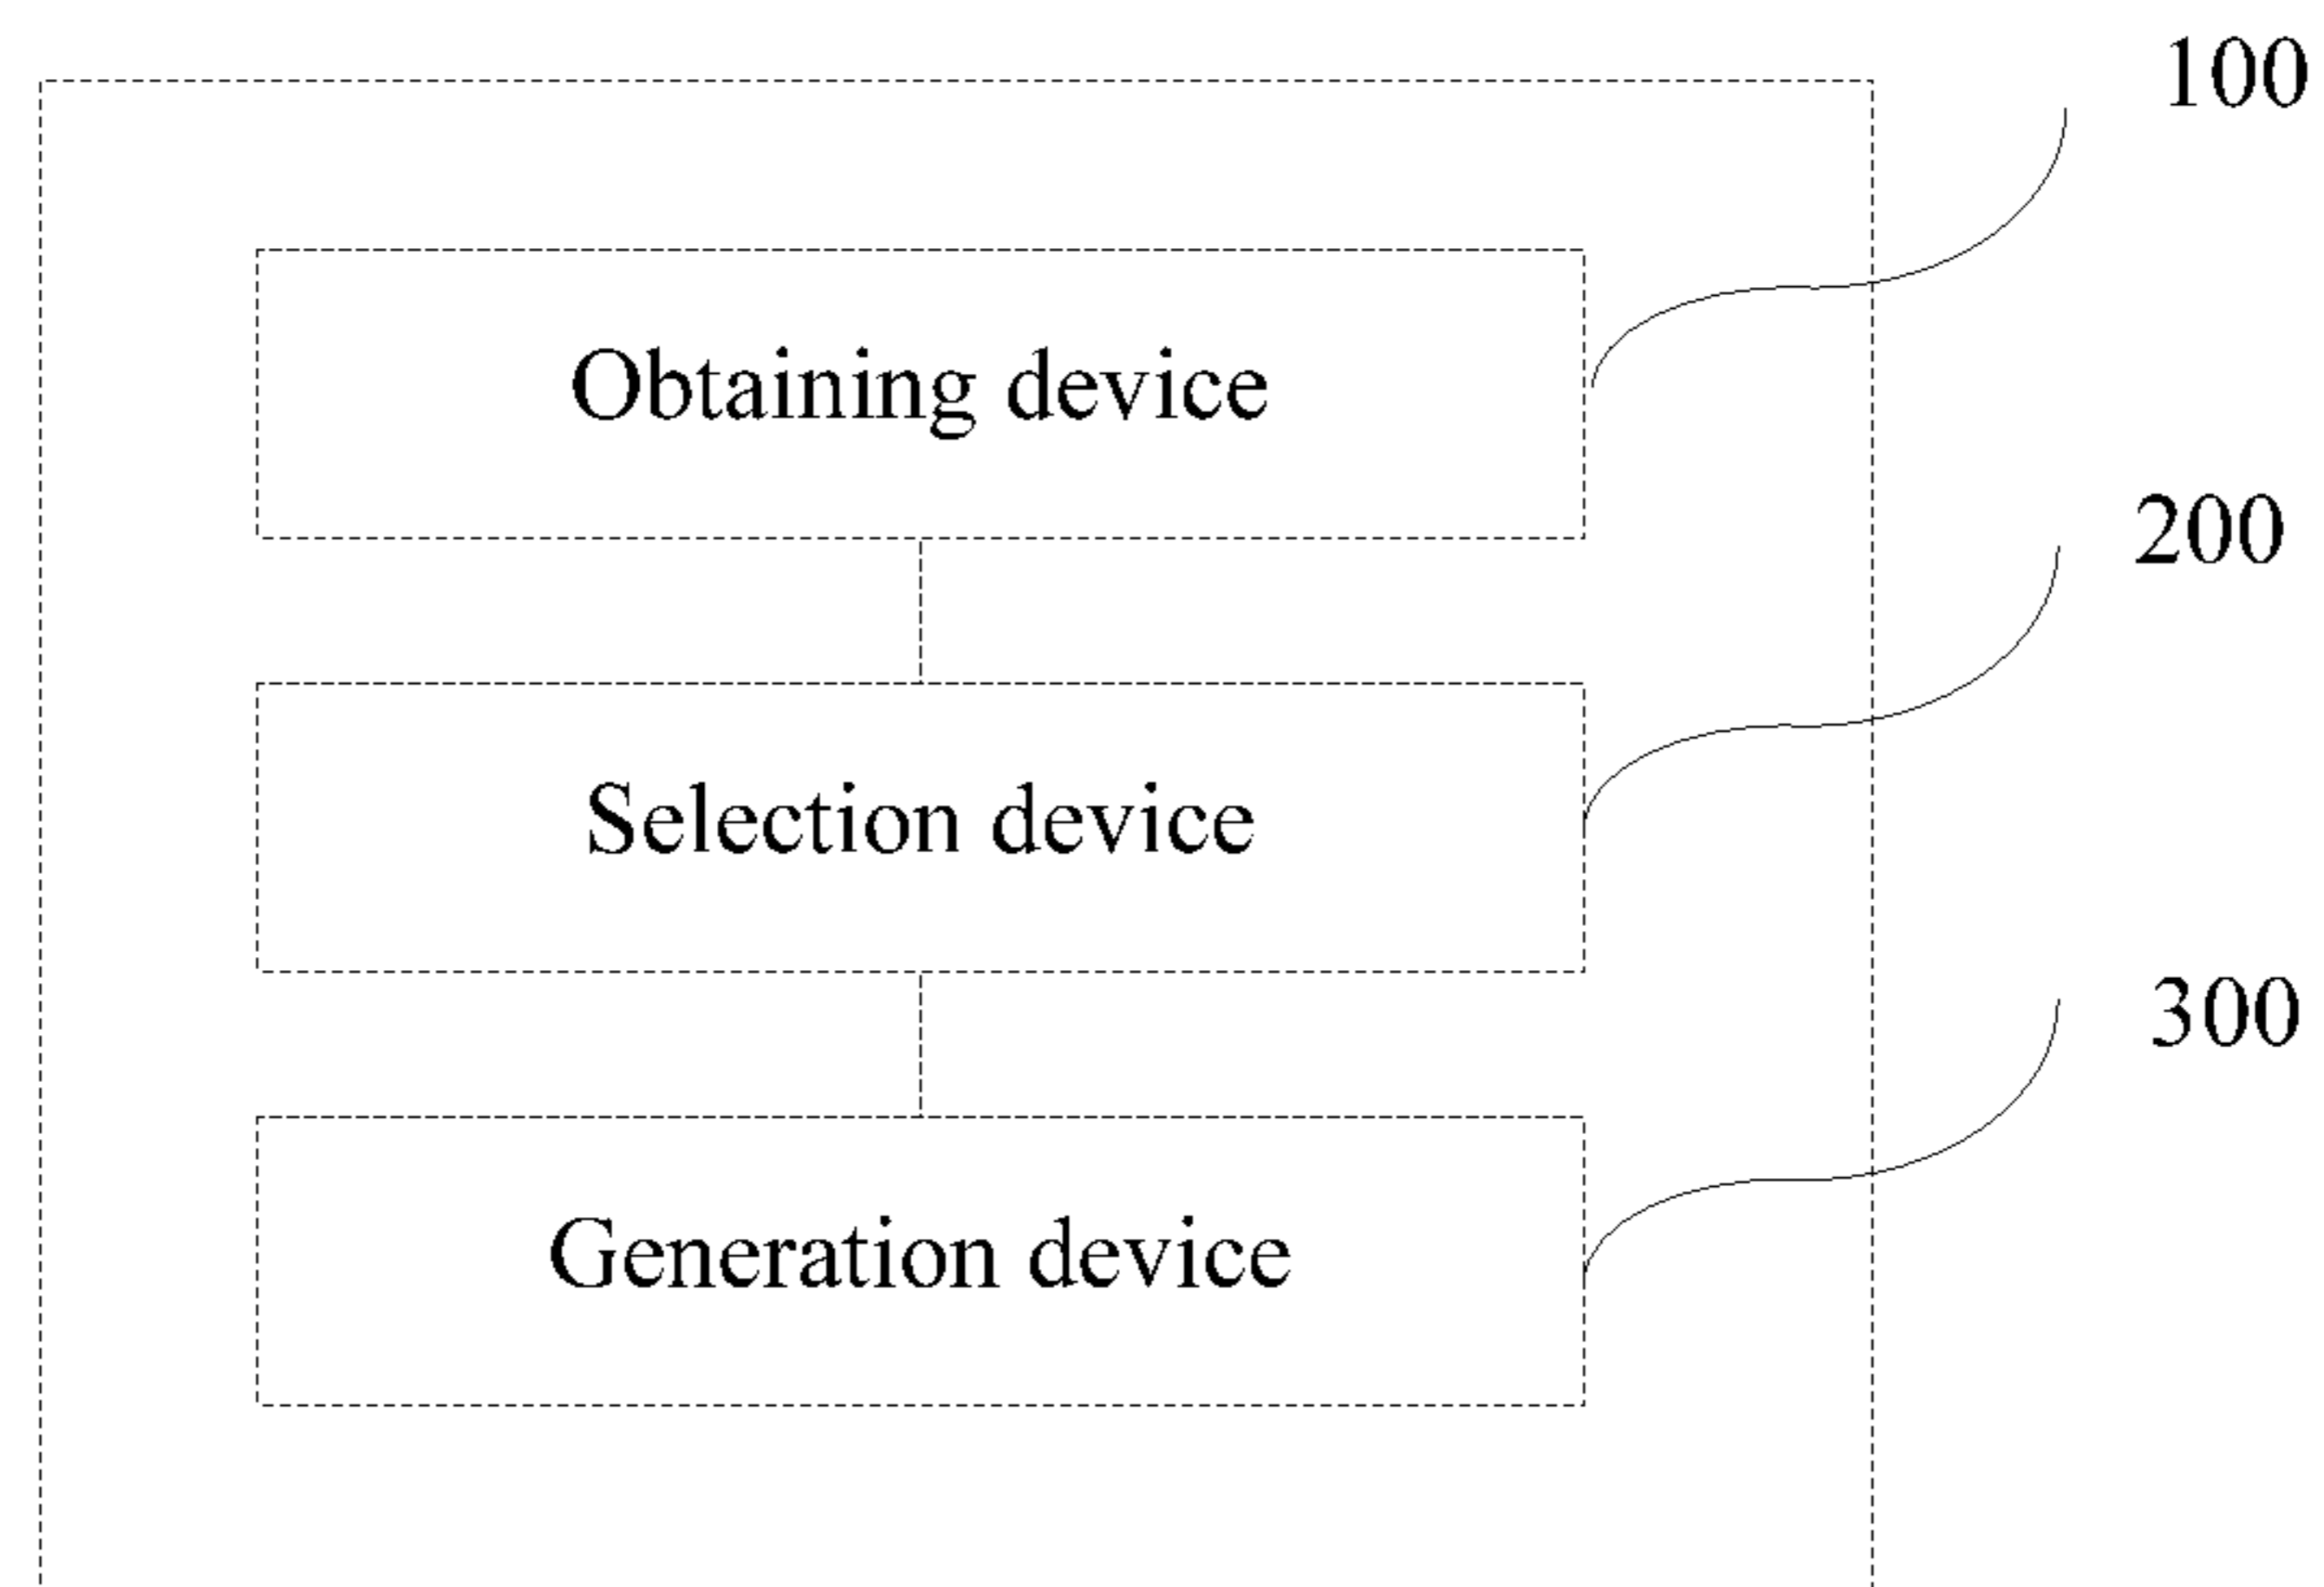 100
Obtaining device
200
Selection device
300
Generation device